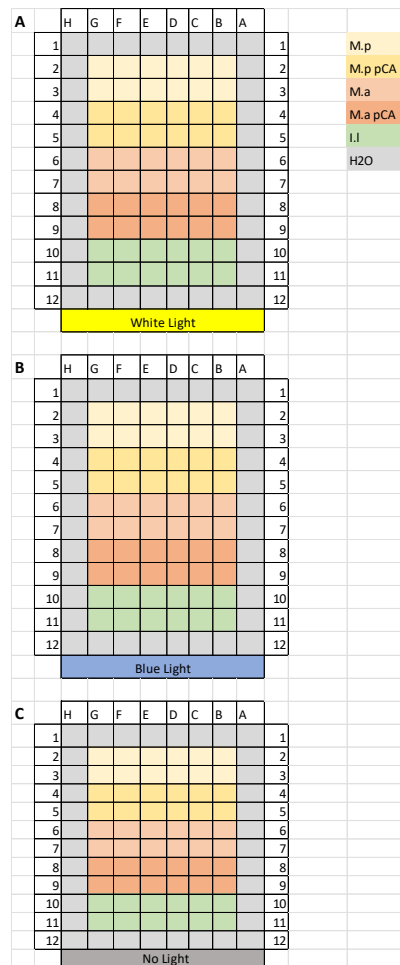 A H G F E D C B A
1 1 M.p
2 2 M.p pCA
3 3 M.a
4 4 M.a pCA
5 5 I.l
6 6 H2O
7 7
8 8
9 9
10 10
11 11
12 12
White Light
B H G F E D C B A
1 1
2 2
3 3
4 4
5 5
6 6
7 7
8 8
9 9
10 10
11 11
12 12
Blue Light
C H G F E D C B A
1 1
2 2
3 3
4 4
5 5
6 6
7 7
8 8
9 9
10 10
11 11
12 12
No Light